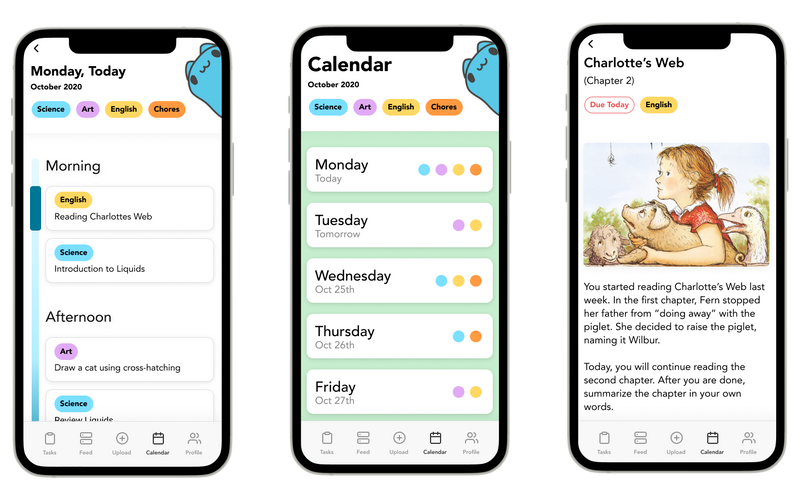 Monday, Today
October 2020
Science Art English Chores
Morning
English
Reading Charlottes Web
Science
Introduction to Liquids
Afternoon
Art
Draw a cat using cross-hatching
Science
Review Liquids
Tasks Feed Upload Calendar Profile
Calendar
October 2020
Science Art English Chores
Monday
Today
Tuesday
Tomorrow
Wednesday
Oct 25th
Thursday
Oct 26th
Friday
Oct 27th
Tasks Feed Upload Calendar Profile
Charlotte’s Web
(Chapter 2)
Due Today English
You started reading Charlotte’s Web last
week. In the first chapter, Fern stopped
her father from “doing away” with the
piglet. She decided to raise the piglet,
naming it Wilbur.
Today, you will continue reading the
second chapter. After you are done,
summarize the chapter in your own
words.
Tasks Feed Upload Calendar Profile